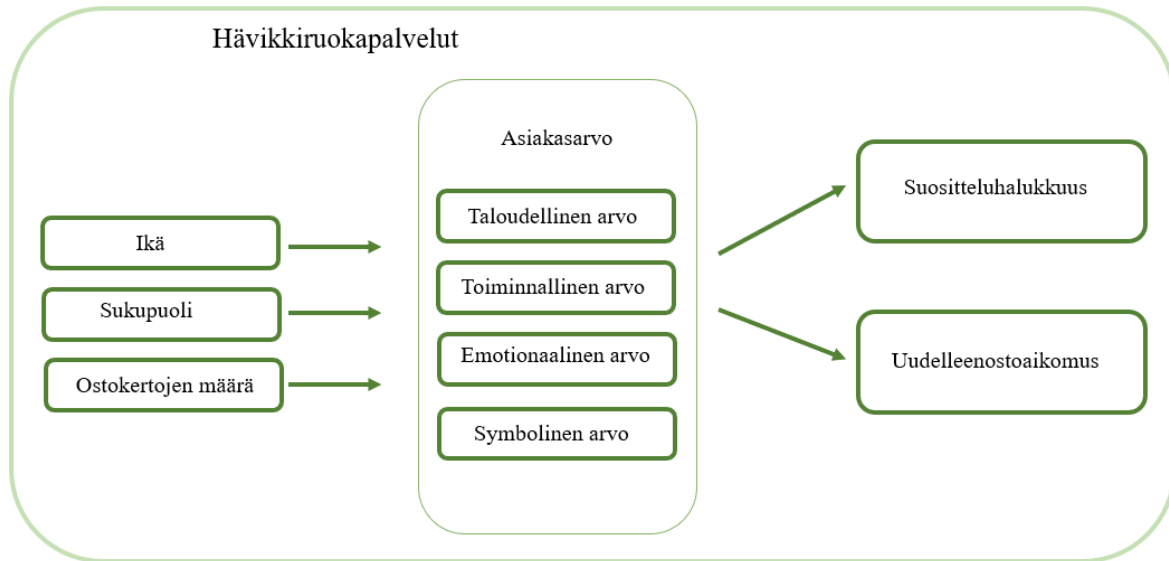 Hävikkiruokapalvelut
Ikä
Sukupuoli
Ostokertojen määrä
Asiakasarvo
Taloudellinen arvo
Toiminnallinen arvo
Emotionaalinen arvo
Symbolinen arvo
Suositteluhalukkuus
Uudelleenostoaikomus